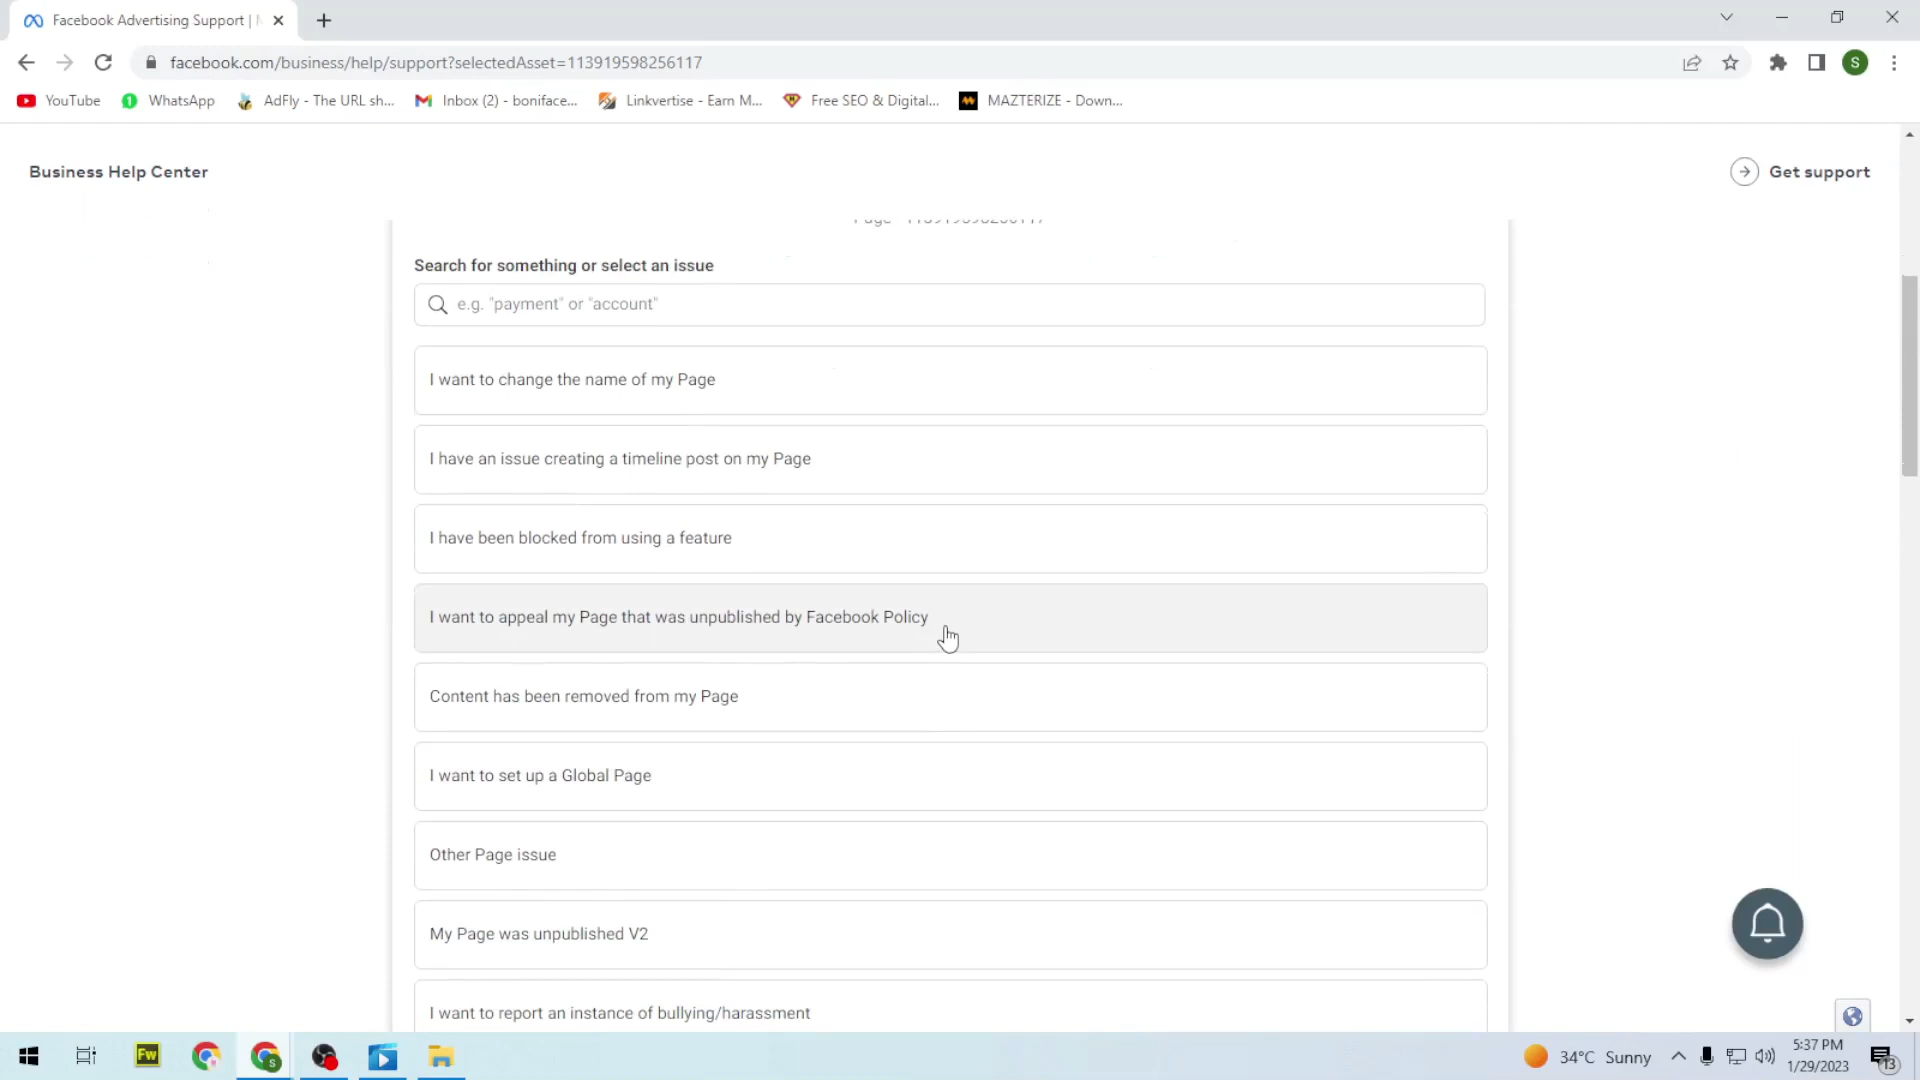 Facebook Advertising Support |
facebook.com/business/help/support?selectedAsset=113919598256117
S
YouTube
WhatsApp
AdFly - The URL sh...
Inbox (2) - boniface...
Linkvertise - Earn M...
Free SEO & Digital...
MAZTERIZE - Down...
Business Help Center
Get support
Page 113919598256117
Search for something or select an issue
e.g. "payment" or "account"
I want to change the name of my Page
I have an issue creating a timeline post on my Page
I have been blocked from using a feature
I want to appeal my Page that was unpublished by Facebook Policy
Content has been removed from my Page
I want to set up a Global Page
Other Page issue
My Page was unpublished V2
I want to report an instance of bullying/harassment
Fw
S
34°C Sunny
5:37 PM
1/29/2023
13